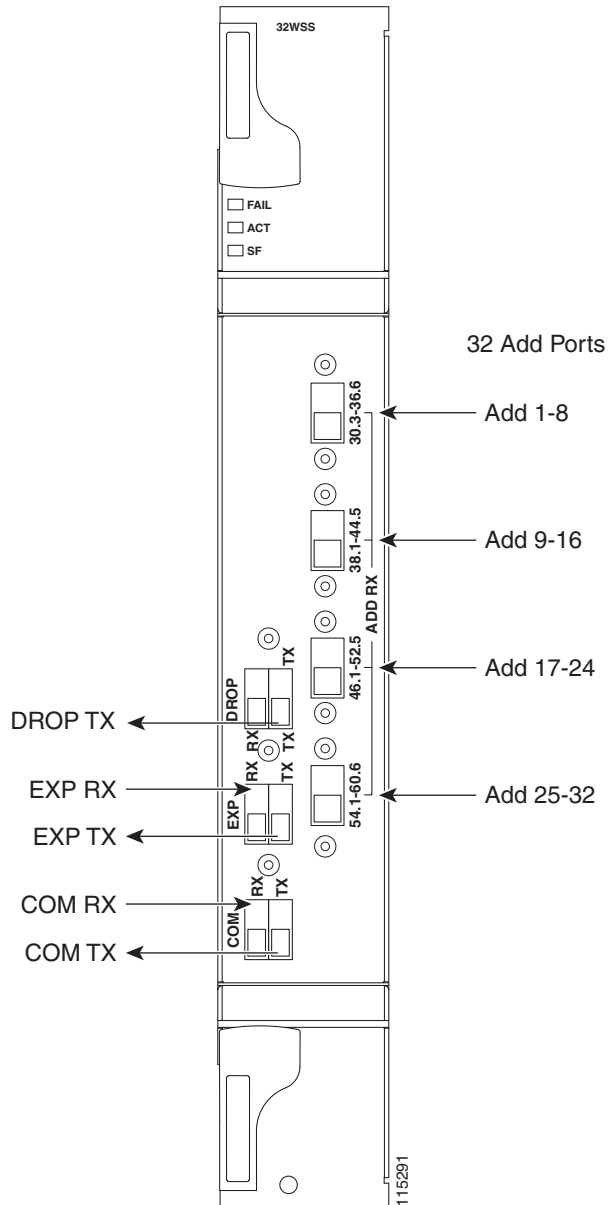 32WSS
FAIL
ACT
SF
32 Add Ports
30.3-36.6
Add 1-8
38.1-44.5
Add 9-16
ADD RX
46.1-52.5
Add 17-24
TX
DROP
DROP TX
RX
TX
54.1-60.6
Add 25-32
EXP RX
RX
TX
EXP
EXP TX
COM RX
RX
TX
COM
COM TX
115291